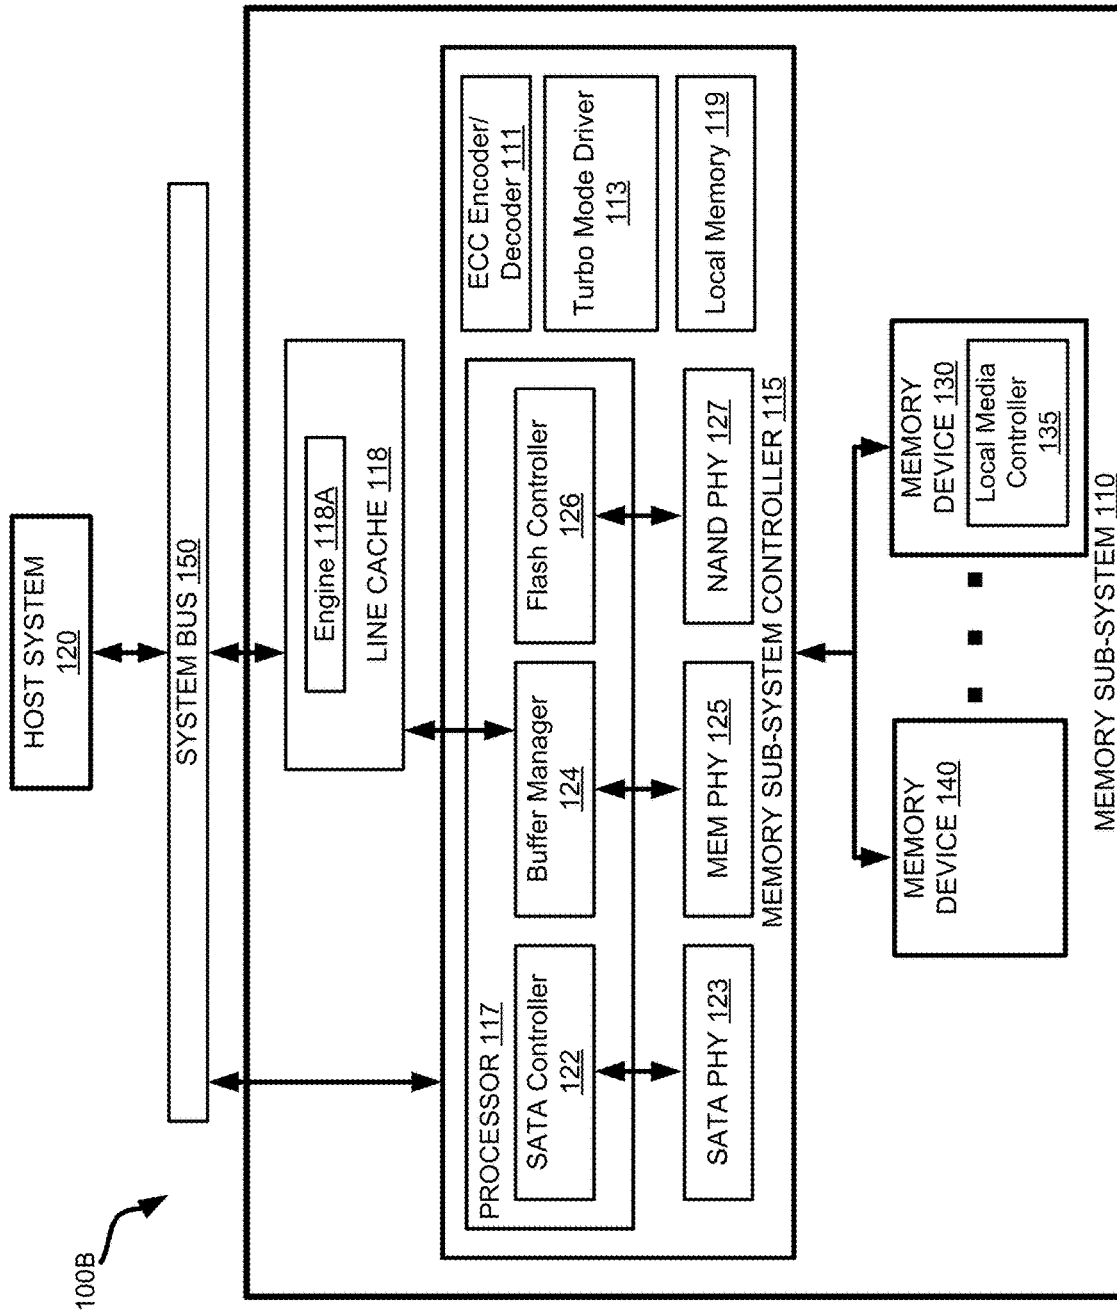 100B
HOST SYSTEM
120
SYSTEM BUS 150
Engine 118A
LINE CACHE 118
PROCESSOR 117
SATA Controller
122
Buffer Manager
124
Flash Controller
126
SATA PHY 123
MEM PHY 125
NAND PHY 127
ECC Encoder/
Decoder 111
Turbo Mode Driver
113
Local Memory 119
MEMORY SUB-SYSTEM CONTROLLER 115
MEMORY
DEVICE 140
MEMORY
DEVICE 130
Local Media
Controller
135
MEMORY SUB-SYSTEM 110